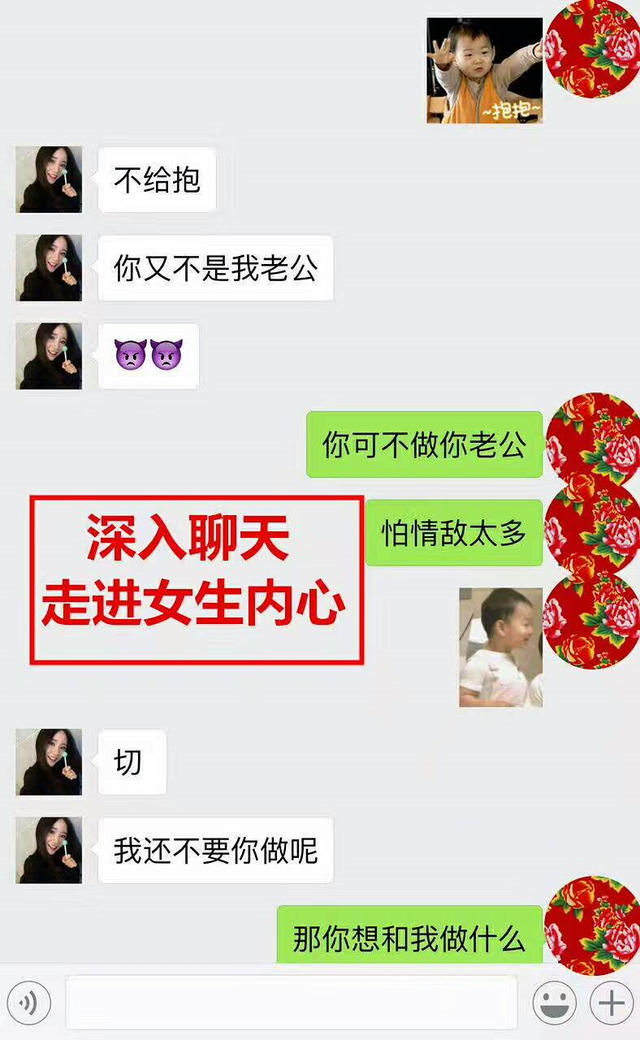 ~抱抱~
不给抱
你又不是我老公
你可不做你老公
怕情敌太多
深入聊天
走进女生内心
切
我还不要你做呢
那你想和我做什么